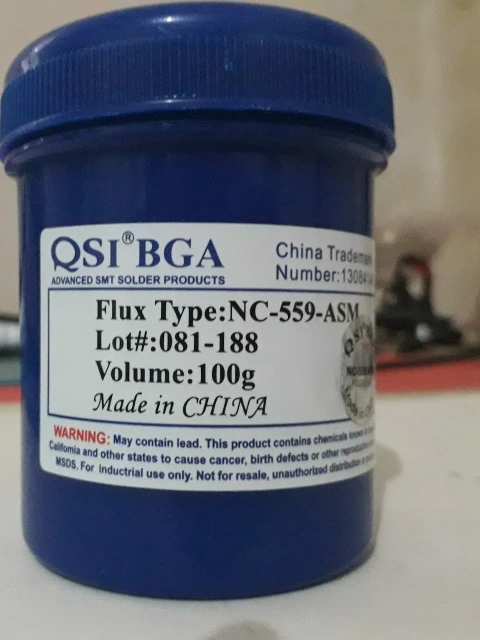 QSI® BGA
ADVANCED SMT SOLDER PRODUCTS
China Trademark
Number:13084
Flux Type:NC-559-ASM
Lot#:081-188
Volume:100g
Made in CHINA
WARNING: May contain lead. This product contains chemicals known
California and other states to cause cancer, birth defects or other reproductive
MSDS. For industrial use only. Not for resale, unauthorized distribution